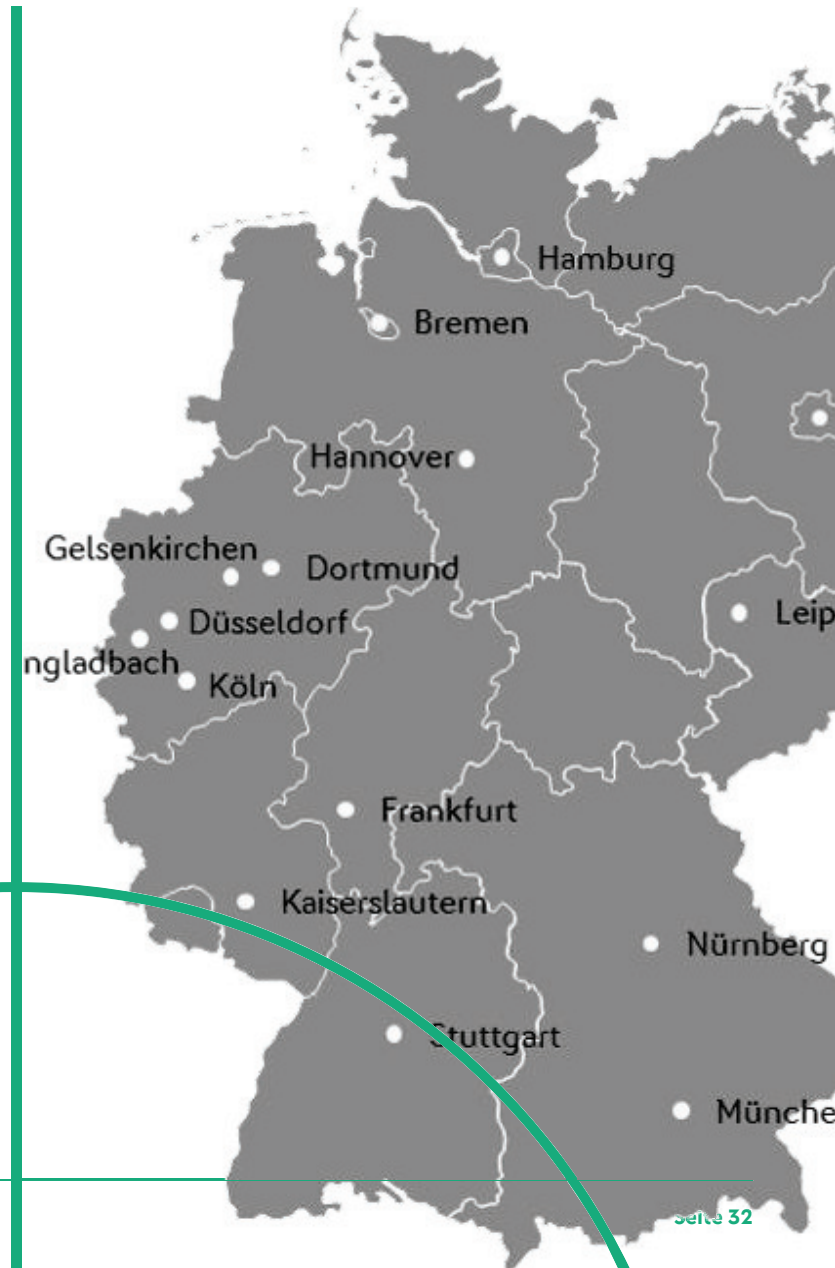 Hamburg
Bremen
Hannover
Gelsenkirchen
Dortmund
Düsseldorf
ngladbach
Köln
Leip
Frankfurt
Kaiserslautern
Nürnberg
Stuttgart
Münche
Seite 32